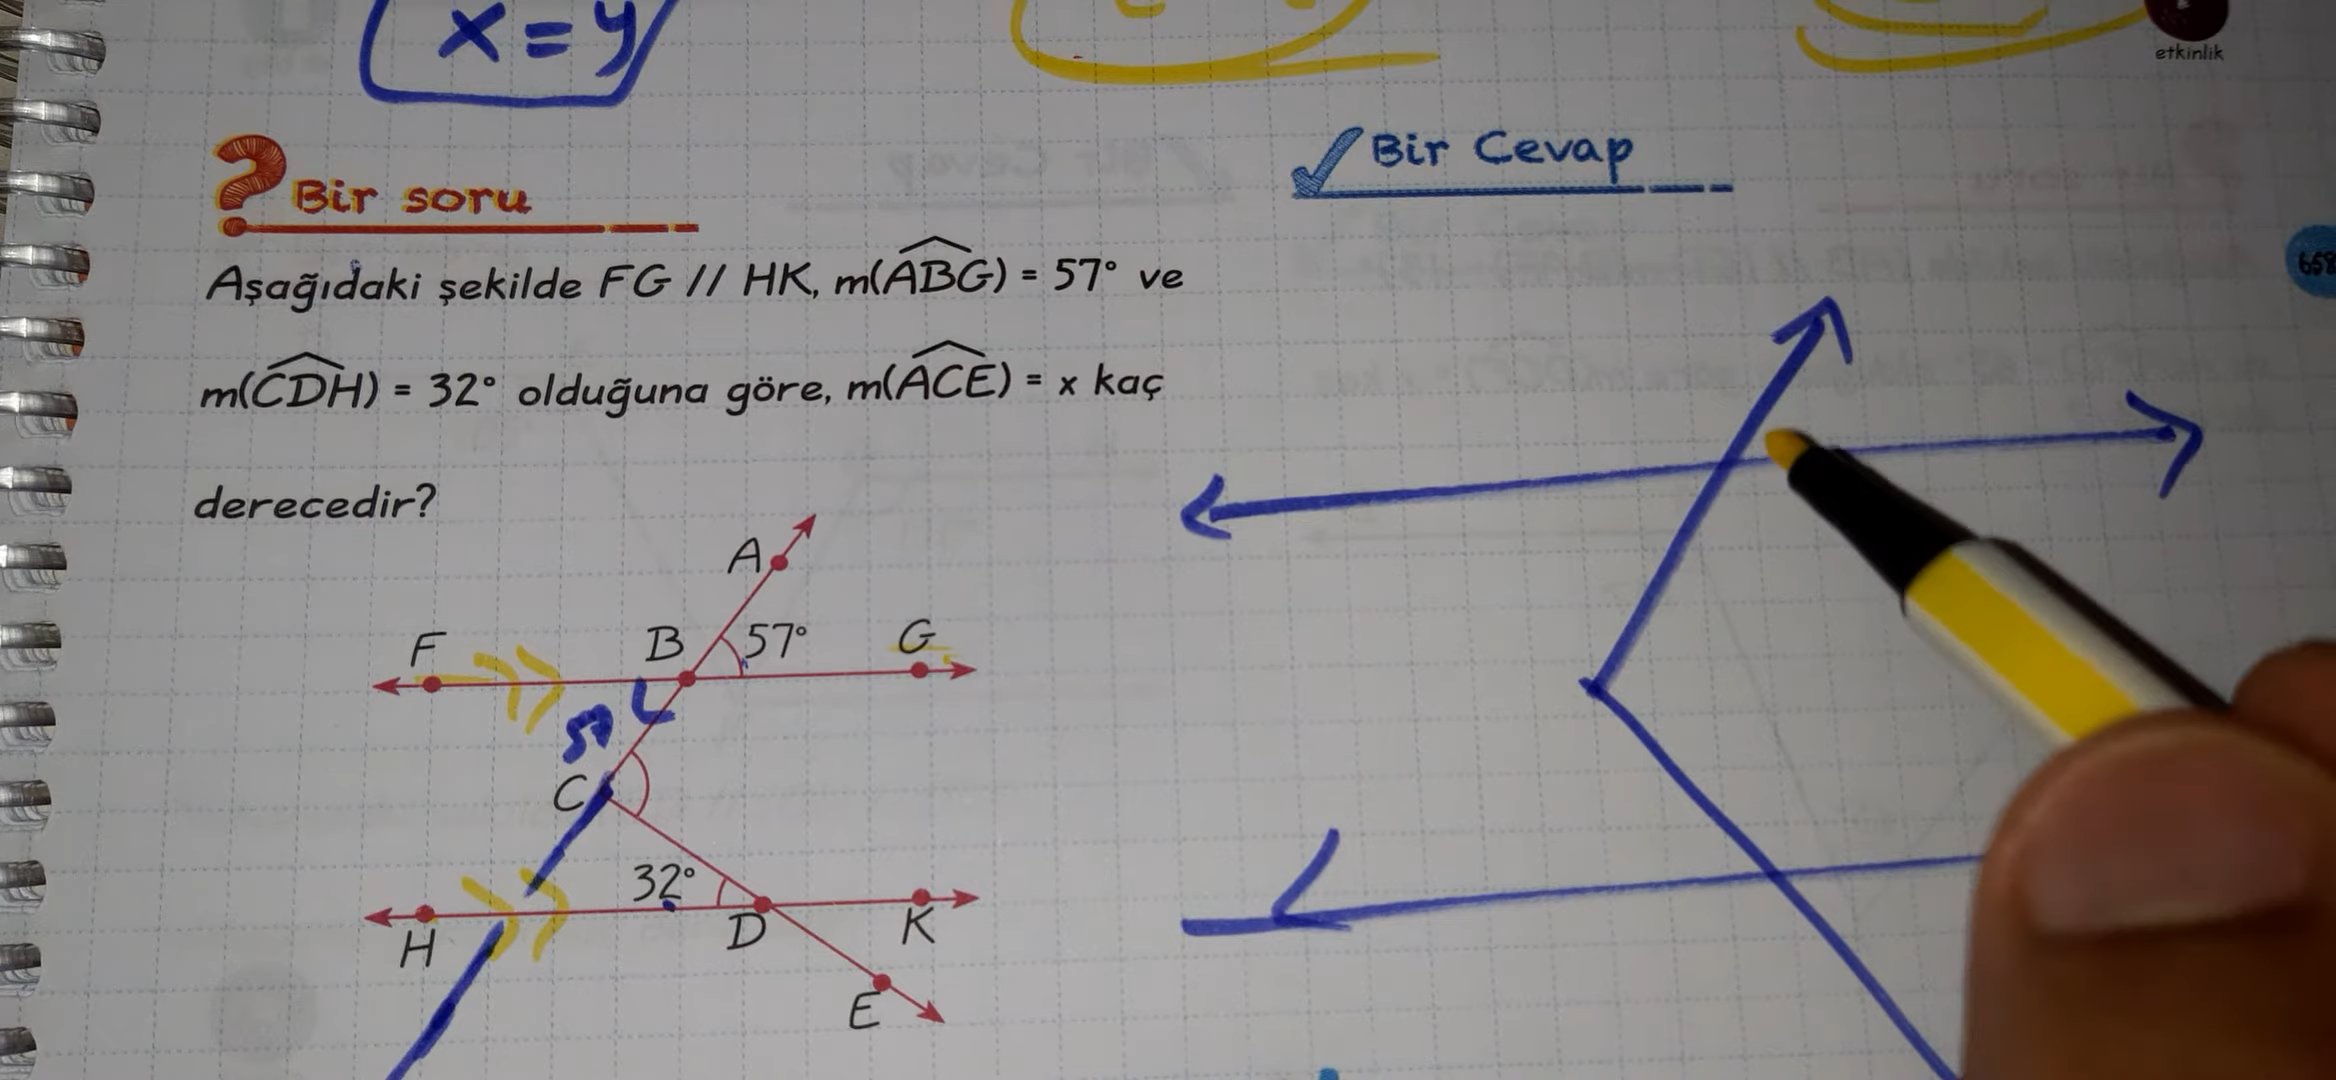 x = y
etkinlik
? Bir soru
Bir Cevap
Aşağıdaki şekilde FG // HK, m(ABG) = 57° ve
m(CDH) = 32° olduğuna göre, m(ACE) = x kaç
derecedir?
658
A
F
B
57°
G
57
C
32°
H
D
K
E